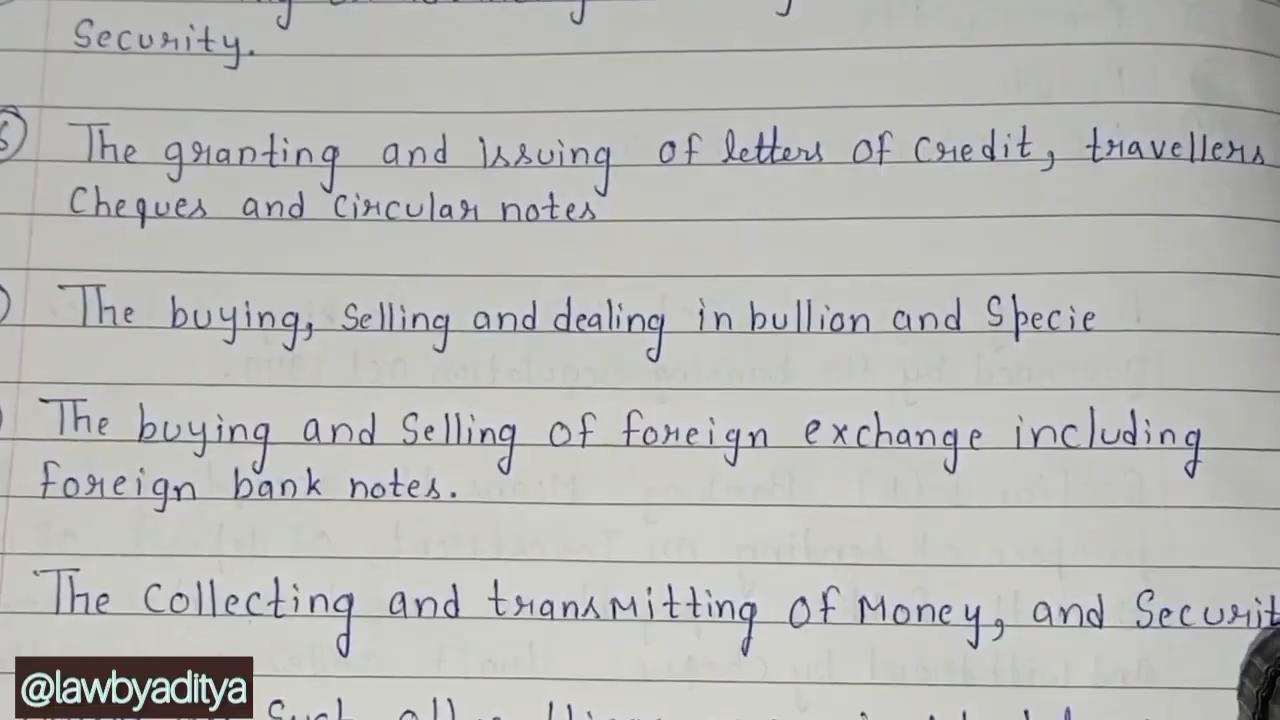 Security.
The granting and issuing of letters of credit, travellers
Cheques and circular notes
The buying, Selling and dealing in bullion and Specie
The buying and Selling of foreign exchange including
foreign bank notes.
The Collecting and transmitting of Money, and Securit
@lawbyaditya
Such